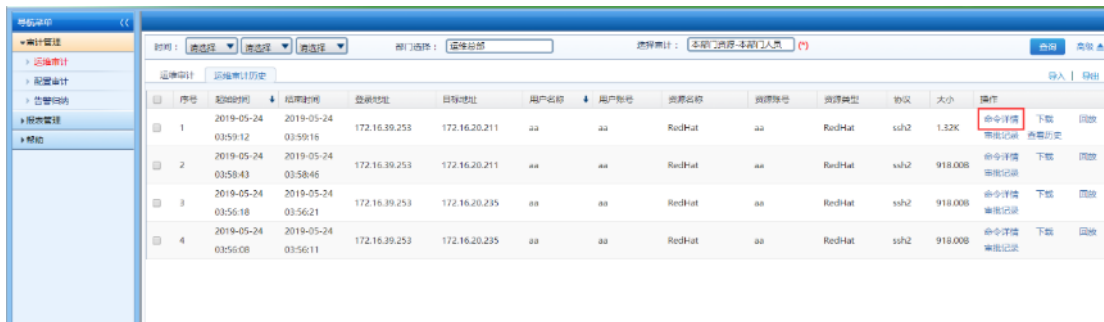 导航菜单
审计管理
运维审计
配置审计
告警归纳
报表管理
帮助
时间： 请选择 请选择 请选择 部门选择： 运维总部 选择审计： 本部门资源-本部门人员 (*) 查询 高级
运维审计 运维审计历史 导入 | 导出
序号 起始时间 结束时间 登录地址 目标地址 用户名称 用户账号 资源名称 资源账号 资源类型 协议 大小 操作
1 2019-05-24 03:59:12 2019-05-24 03:59:16 172.16.39.253 172.16.20.211 aa aa RedHat aa RedHat ssh2 1.32K 命令详情 下载 回放
审批记录 查看历史
2 2019-05-24 03:58:43 2019-05-24 03:58:46 172.16.39.253 172.16.20.211 aa aa RedHat aa RedHat ssh2 918.00B 命令详情 下载 回放
审批记录
3 2019-05-24 03:56:18 2019-05-24 03:56:21 172.16.39.253 172.16.20.235 aa aa RedHat aa RedHat ssh2 918.00B 命令详情 下载 回放
审批记录
4 2019-05-24 03:56:08 2019-05-24 03:56:11 172.16.39.253 172.16.20.235 aa aa RedHat aa RedHat ssh2 918.00B 命令详情 下载 回放
审批记录